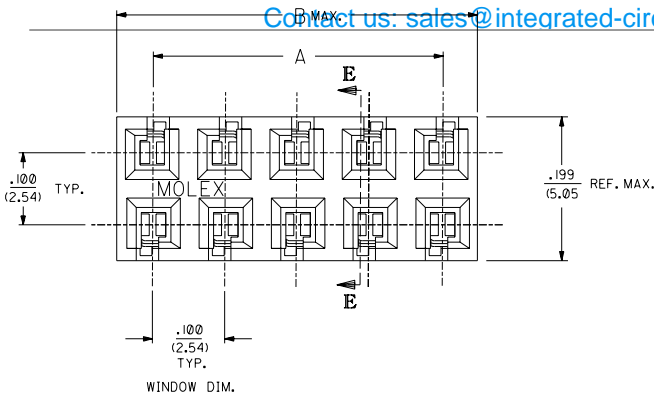 Contact us: sales@integrated-cir
B MAX.
A
E
.100
(2.54) TYP.
MOLEX
.199
(5.05 REF. MAX.
E
.100
(2.54)
TYP.
WINDOW DIM.